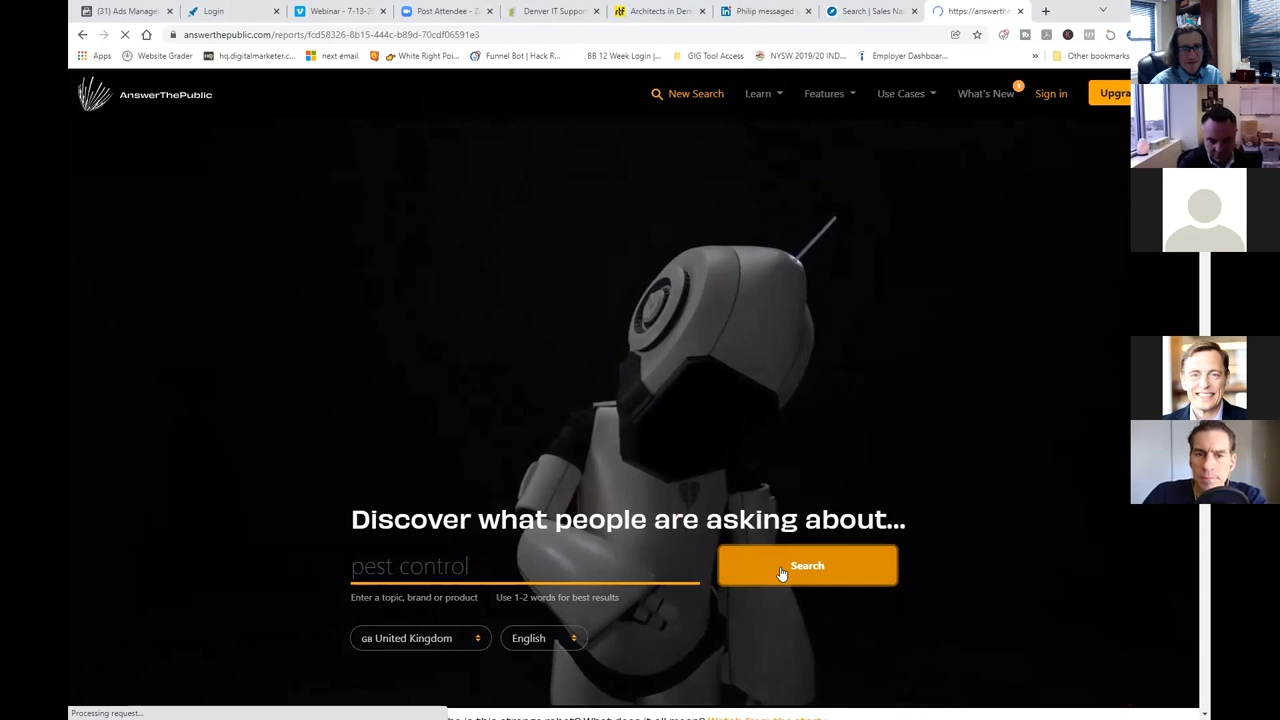 (31) Ads Manage
Login
Webinar - 7-13-20
Post Attendee - Z
Denver IT Support
Architects in Den
Philip messaged y
Search | Sales Na
https://answerthe
answerthepublic.com/reports/fcd58326-8b15-444c-b89d-70cdf06591e3
Apps
Website Grader
hq.digitalmarketer.c...
next email
White Right Poi...
Funnel Bot | Hack R...
BB 12 Week Login |...
GIG Tool Access
NYSW 2019/20 IND...
Employer Dashboar...
»
Other bookmarks
AnswerThePublic
New Search
Learn
Features
Use Cases
What's New
1
Sign in
Upgra
Discover what people are asking about...
pest control
Search
Enter a topic, brand or product
Use 1-2 words for best results
GB United Kingdom
English
Processing request...